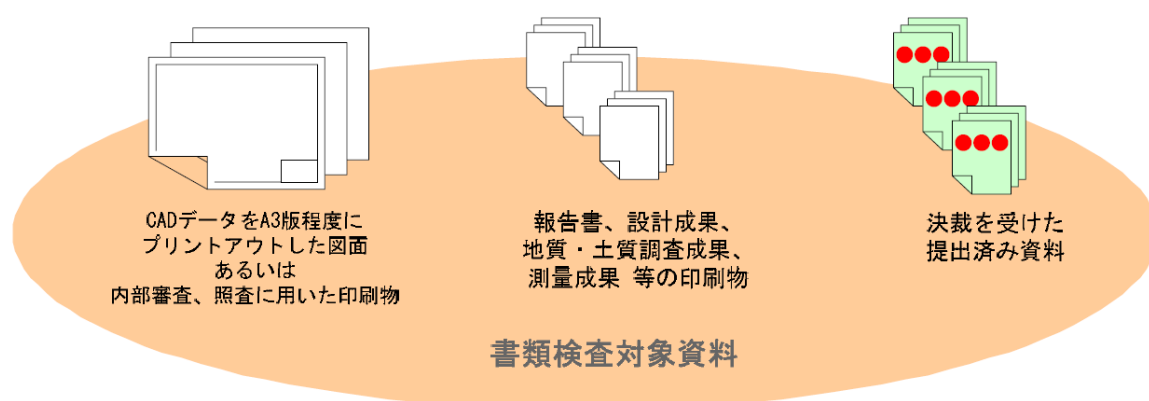 CADデータをA3版程度に
プリントアウトした図面
あるいは
内部審査、照査に用いた印刷物
報告書、設計成果、
地質・土質調査成果、
測量成果 等の印刷物
決裁を受けた
提出済み資料
書類検査対象資料